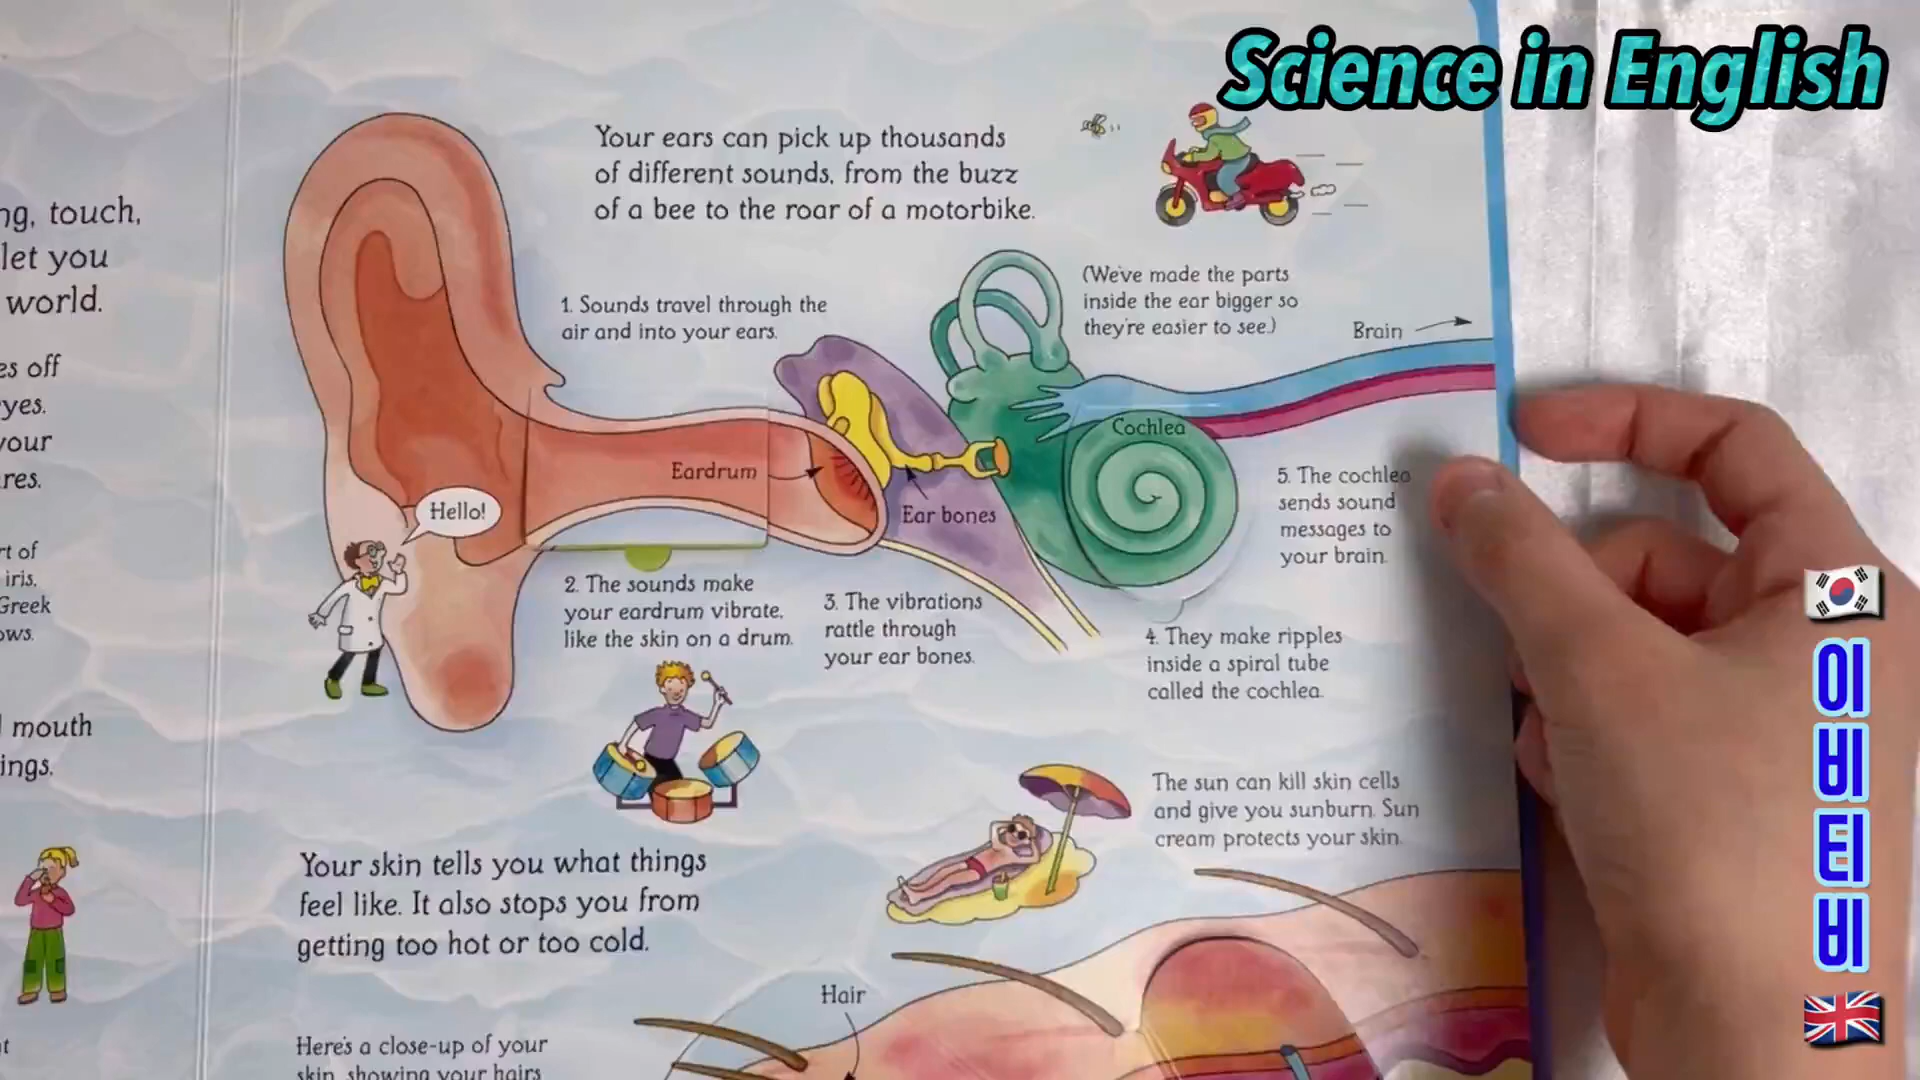 Science in English
ng, touch,
let you
world.
es off
yes.
your
res.
rt of
iris.
Greek
ows.
mouth
ings.
Your ears can pick up thousands
of different sounds, from the buzz
of a bee to the roar of a motorbike.
1. Sounds travel through the
air and into your ears.
(We've made the parts
inside the ear bigger so
they're easier to see.)
Brain
Cochlea
Eardrum
Ear bones
Hello!
2. The sounds make
your eardrum vibrate,
like the skin on a drum.
3. The vibrations
rattle through
your ear bones.
4. They make ripples
inside a spiral tube
called the cochlea.
5. The cochlea
sends sound
messages to
your brain.
The sun can kill skin cells
and give you sunburn. Sun
cream protects your skin.
Your skin tells you what things
feel like. It also stops you from
getting too hot or too cold.
Hair
Here's a close-up of your
skin, showing your hairs
이비티비